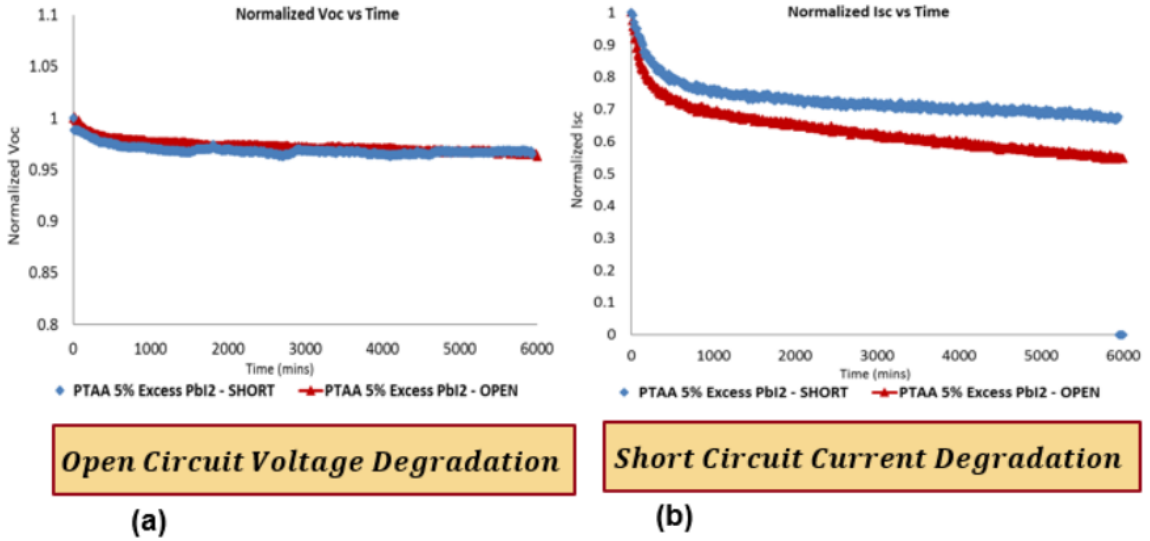 Normalized Voc vs Time
1.1
1.05
1
0.95
0.9
0.85
0.8
Normalized Voc
0 1000 2000 3000 4000 5000 6000
Time (mins)
PTAA 5% Excess PbI2 - SHORT PTAA 5% Excess PbI2 - OPEN
Open Circuit Voltage Degradation
(a)
Normalized Isc vs Time
1
0.9
0.8
0.7
0.6
0.5
0.4
0.3
0.2
0.1
0
Normalized Isc
0 1000 2000 3000 4000 5000 6000
Time (mins)
PTAA 5% Excess PbI2 - SHORT PTAA 5% Excess PbI2 - OPEN
Short Circuit Current Degradation
(b)